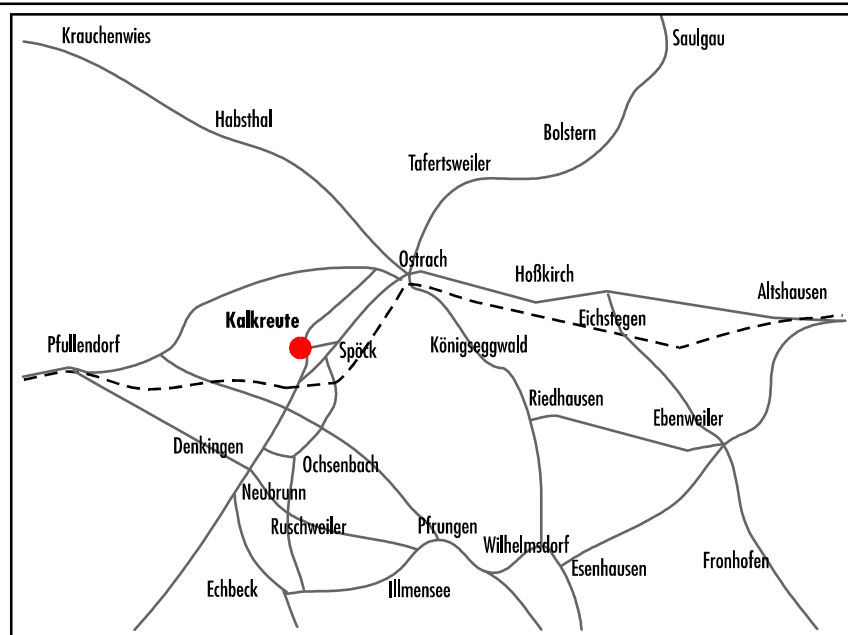 Krauchenwies
Saulgau
Habsthal
Bolstern
Tafertsweiler
Ostrach
Hoßkirch
Altshausen
Kalkreute
Eichstegen
Pfullendorf
Spöck
Königseggwald
Riedhausen
Ebenweiler
Denkingen
Ochsenbach
Neubrunn
Ruschweiler
Pfrungen
Wilhelmsdorf
Esenhausen
Fronhofen
Echbeck
Illmensee